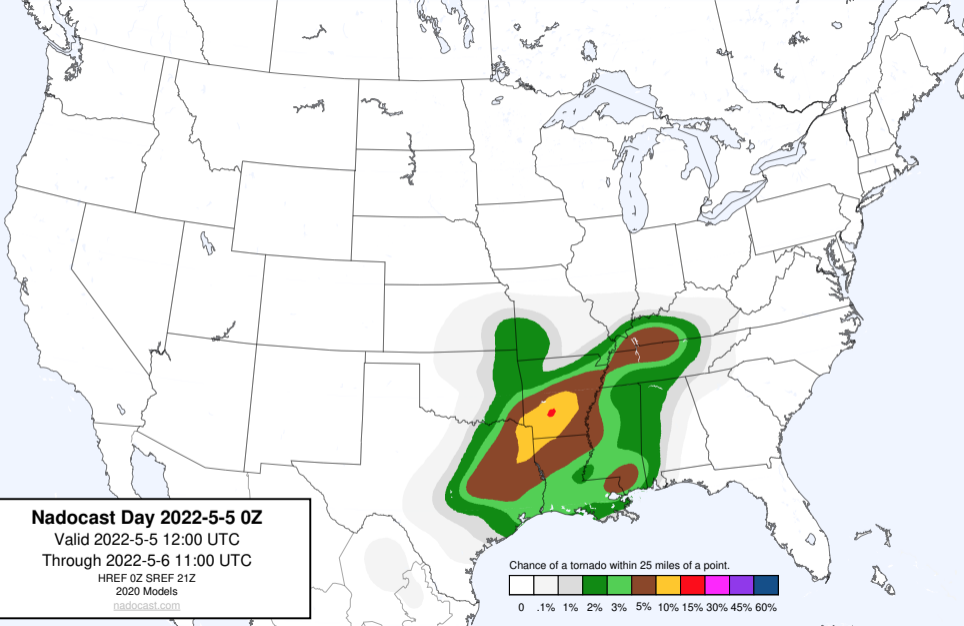 Nadocast Day 2022-5-5 0Z
Valid 2022-5-5 12:00 UTC
Through 2022-5-6 11:00 UTC
HREF 0Z SREF 21Z
2020 Models
nadocast.com
Chance of a tornado within 25 miles of a point.
0 .1% 1% 2% 3% 5% 10% 15% 30% 45% 60%